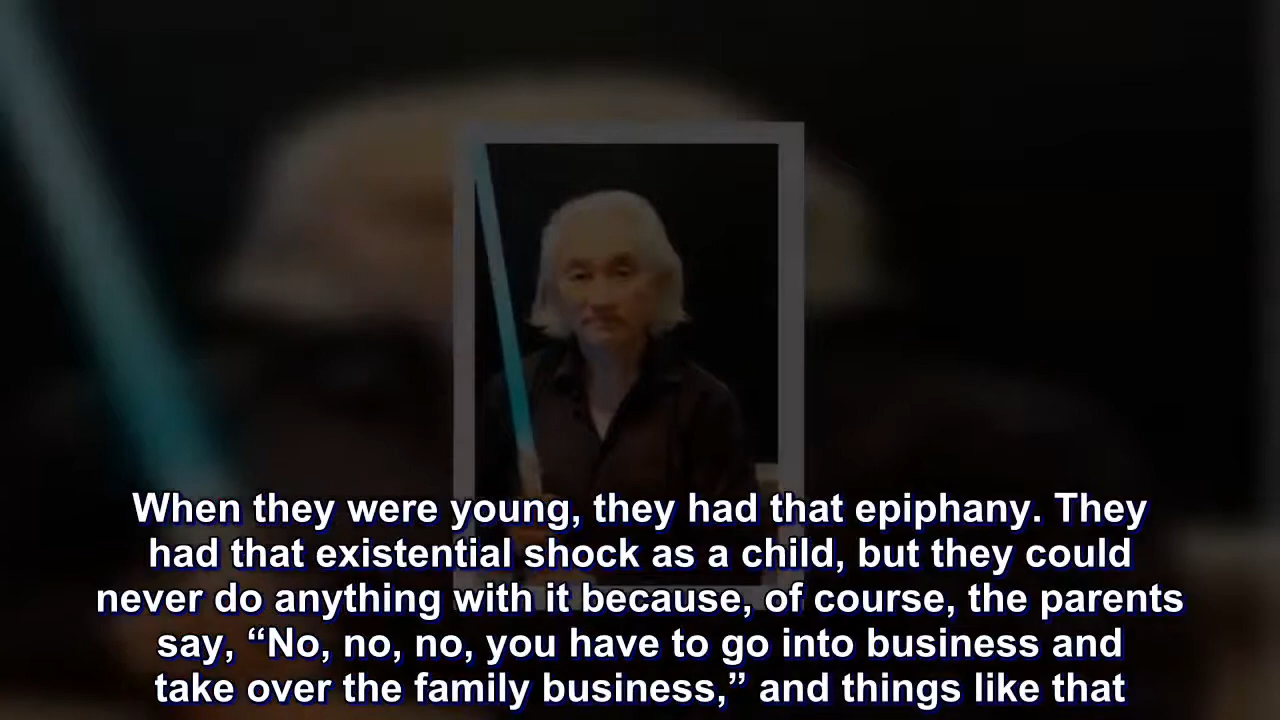 When they were young, they had that epiphany. They
had that existential shock as a child, but they could
never do anything with it because, of course, the parents
say, “No, no, no, you have to go into business and
take over the family business,” and things like that